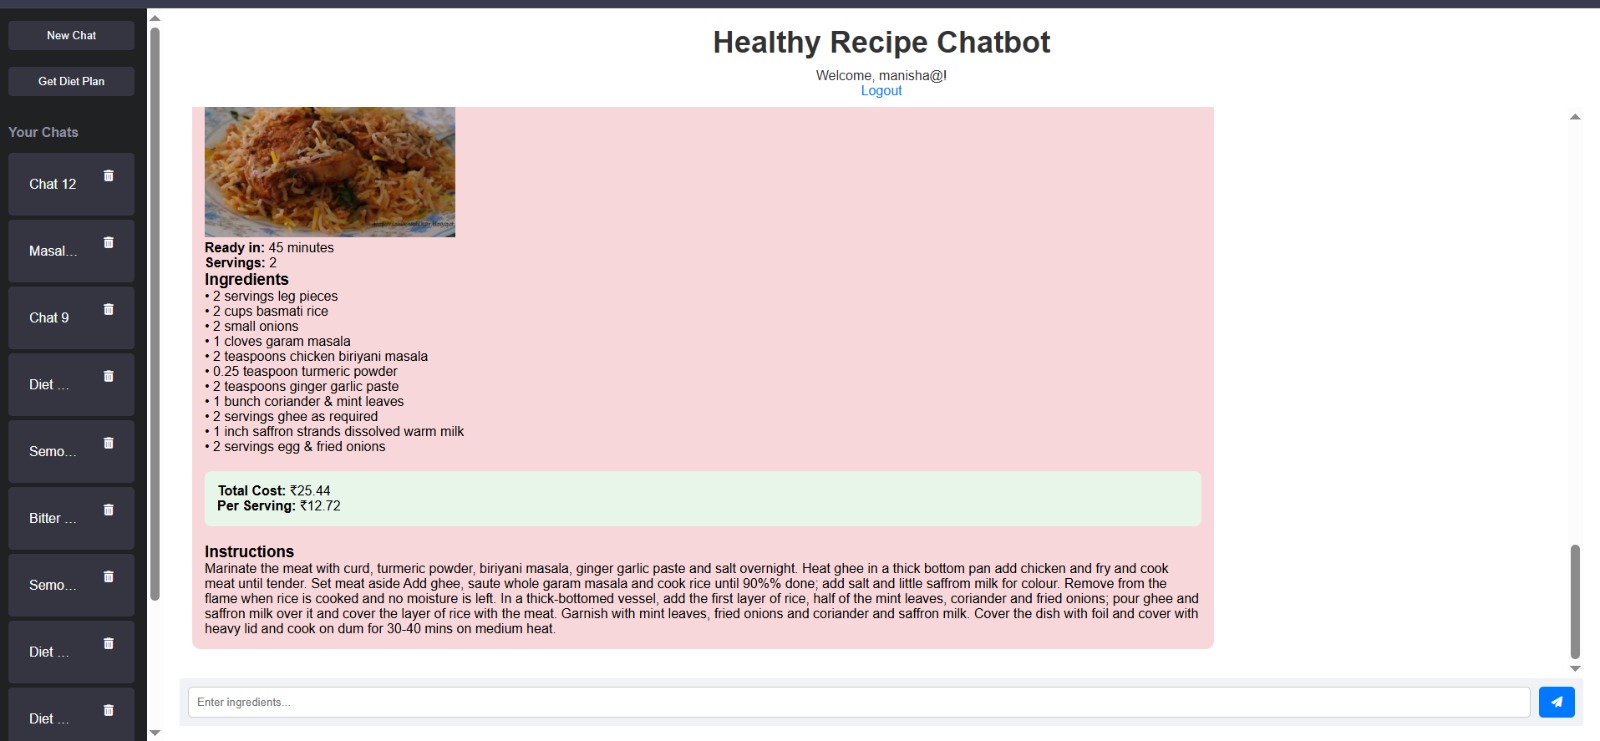 New Chat
Get Diet Plan
Your Chats
Chat 12
Masal...
Chat 9
Diet ...
Semo...
Bitter ...
Semo...
Diet ...
Diet ...
Healthy Recipe Chatbot
Welcome, manisha@!
Logout
Ready in: 45 minutes
Servings: 2
Ingredients
• 2 servings leg pieces
• 2 cups basmati rice
• 2 small onions
• 1 cloves garam masala
• 2 teaspoons chicken biriyani masala
• 0.25 teaspoon turmeric powder
• 2 teaspoons ginger garlic paste
• 1 bunch coriander & mint leaves
• 2 servings ghee as required
• 1 inch saffron strands dissolved warm milk
• 2 servings egg & fried onions
Total Cost: ₹25.44
Per Serving: ₹12.72
Instructions
Marinate the meat with curd, turmeric powder, biriyani masala, ginger garlic paste and salt overnight. Heat ghee in a thick bottom pan add chicken and fry and cook
meat until tender. Set meat aside Add ghee, saute whole garam masala and cook rice until 90%% done; add salt and little saffrom milk for colour. Remove from the
flame when rice is cooked and no moisture is left. In a thick-bottomed vessel, add the first layer of rice, half of the mint leaves, coriander and fried onions; pour ghee and
saffron milk over it and cover the layer of rice with the meat. Garnish with mint leaves, fried onions and coriander and saffron milk. Cover the dish with foil and cover with
heavy lid and cook on dum for 30-40 mins on medium heat.
Enter ingredients...